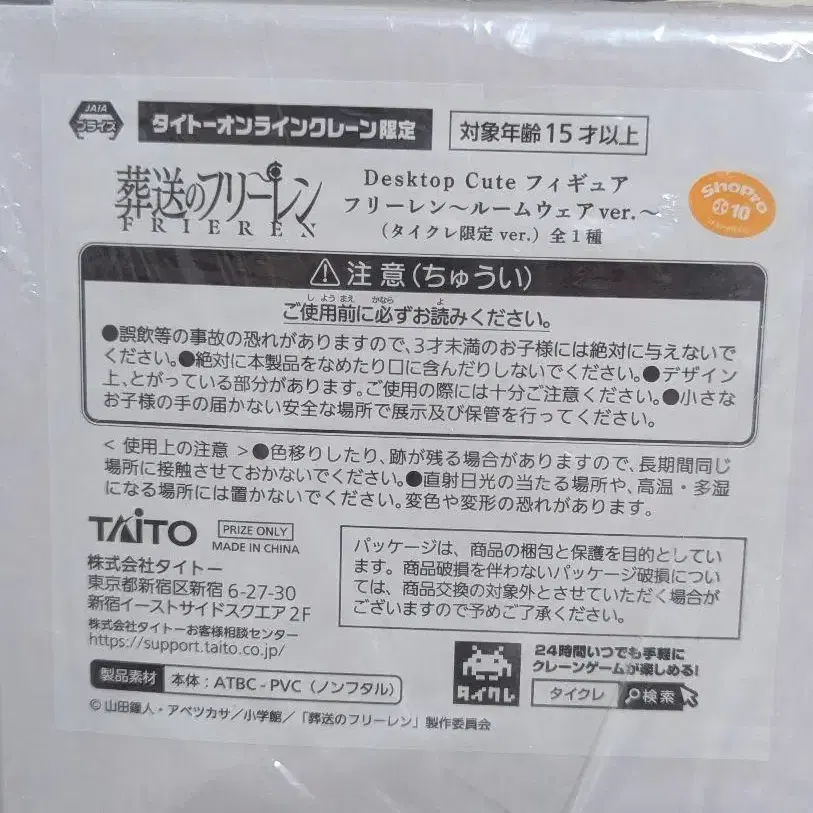 JAIA
プライズ
タイトーオンラインクレーン限定
対象年齢15才以上
葬送のフリーレン
FRIEREN
Desktop Cute フィギュア
フリーレン～ルームウェアver.～
（タイクレ限定 ver.）全1種
ShoPro
10
⚠注意(ちゅうい)
ご使用前に必ずお読みください。
●誤飲等の事故の恐れがありますので、3才未満のお子様には絶対に与えないで
ください。●絶対に本製品をなめたり口に含んだりしないでください。●デザイン
上、とがっている部分があります。ご使用の際には十分ご注意ください。●小さな
お子様の手の届かない安全な場所で展示及び保管を行ってください。
< 使用上の注意 >●色移りしたり、跡が残る場合がありますので、長期間同じ
場所に接触させておかないでください。●直射日光の当たる場所や、高温・多湿
になる場所には置かないでください。変色や変形の恐れがあります。
TAITO
PRIZE ONLY
MADE IN CHINA
株式会社タイトー
東京都新宿区新宿 6-27-30
新宿イーストサイドスクエア 2F
株式会社タイトーお客様相談センター
https://support.taito.co.jp/
パッケージは、商品の梱包と保護を目的としてい
ます。商品破損を伴わないパッケージ破損につい
ては、商品交換の対象外とさせていただく場合が
ございますので予めご了承ください。
製品素材 本体：ATBC-PVC（ノンフタル）
タイクレ
24時間いつでも手軽に
クレーンゲームが楽しめる!
タイクレ 検索
©山田鐘人・アベツカサ／小学館／「葬送のフリーレン」製作委員会